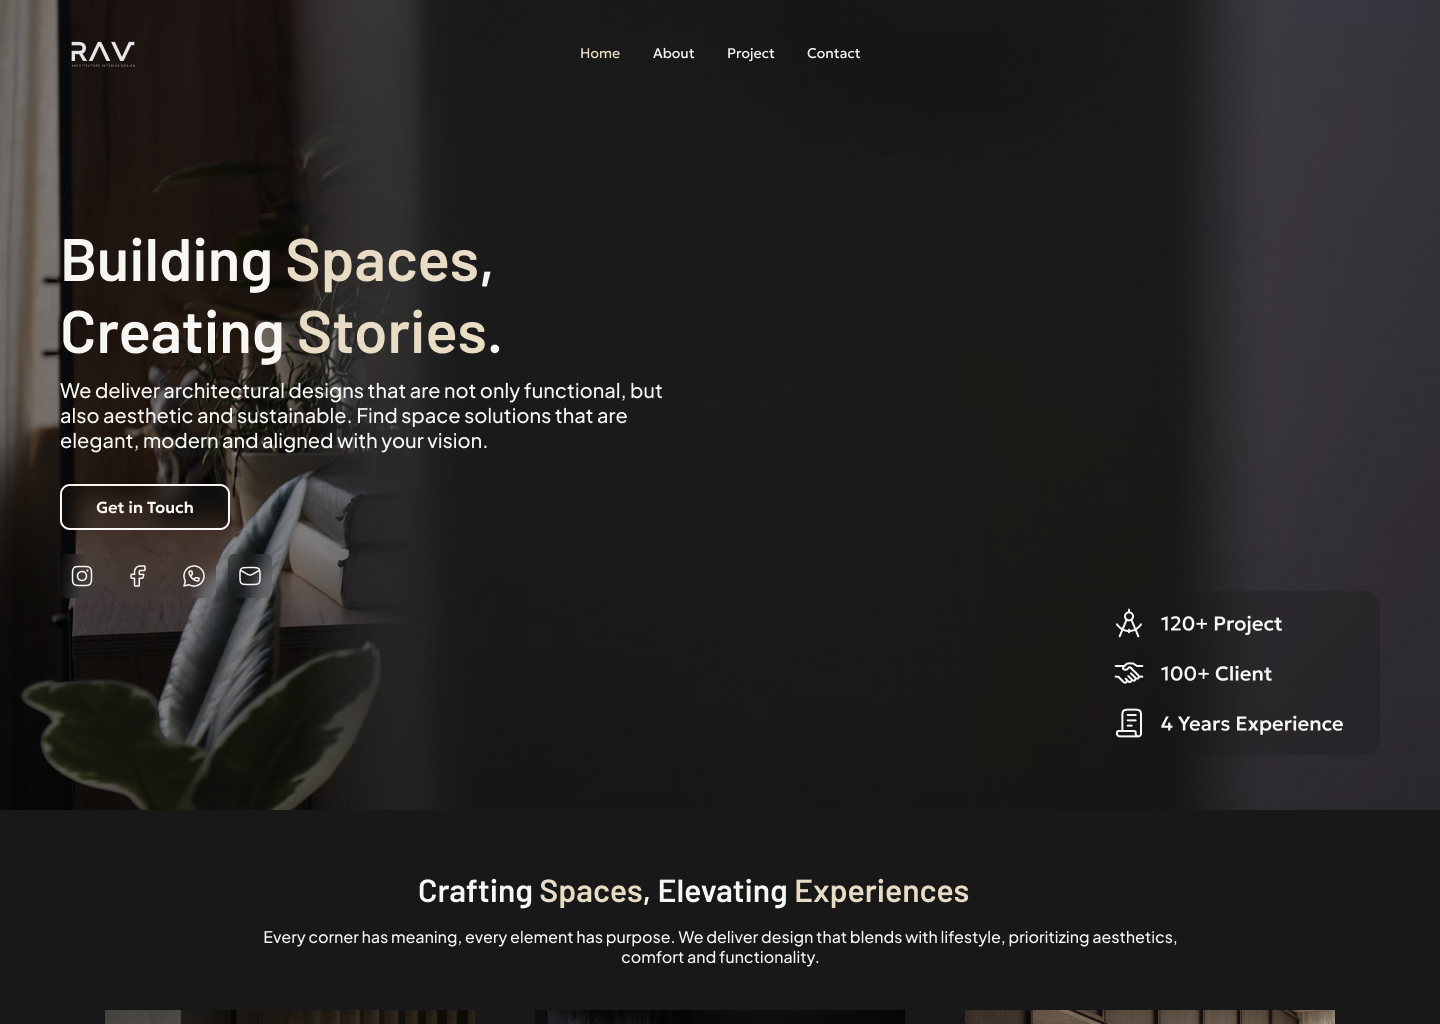 RAV
ARCHITECTURE INTERIOR DESIGN
Home About Project Contact
Building Spaces,
Creating Stories.
We deliver architectural designs that are not only functional, but
also aesthetic and sustainable. Find space solutions that are
elegant, modern and aligned with your vision.
Get in Touch
120+ Project
100+ Client
4 Years Experience
Crafting Spaces, Elevating Experiences
Every corner has meaning, every element has purpose. We deliver design that blends with lifestyle, prioritizing aesthetics,
comfort and functionality.